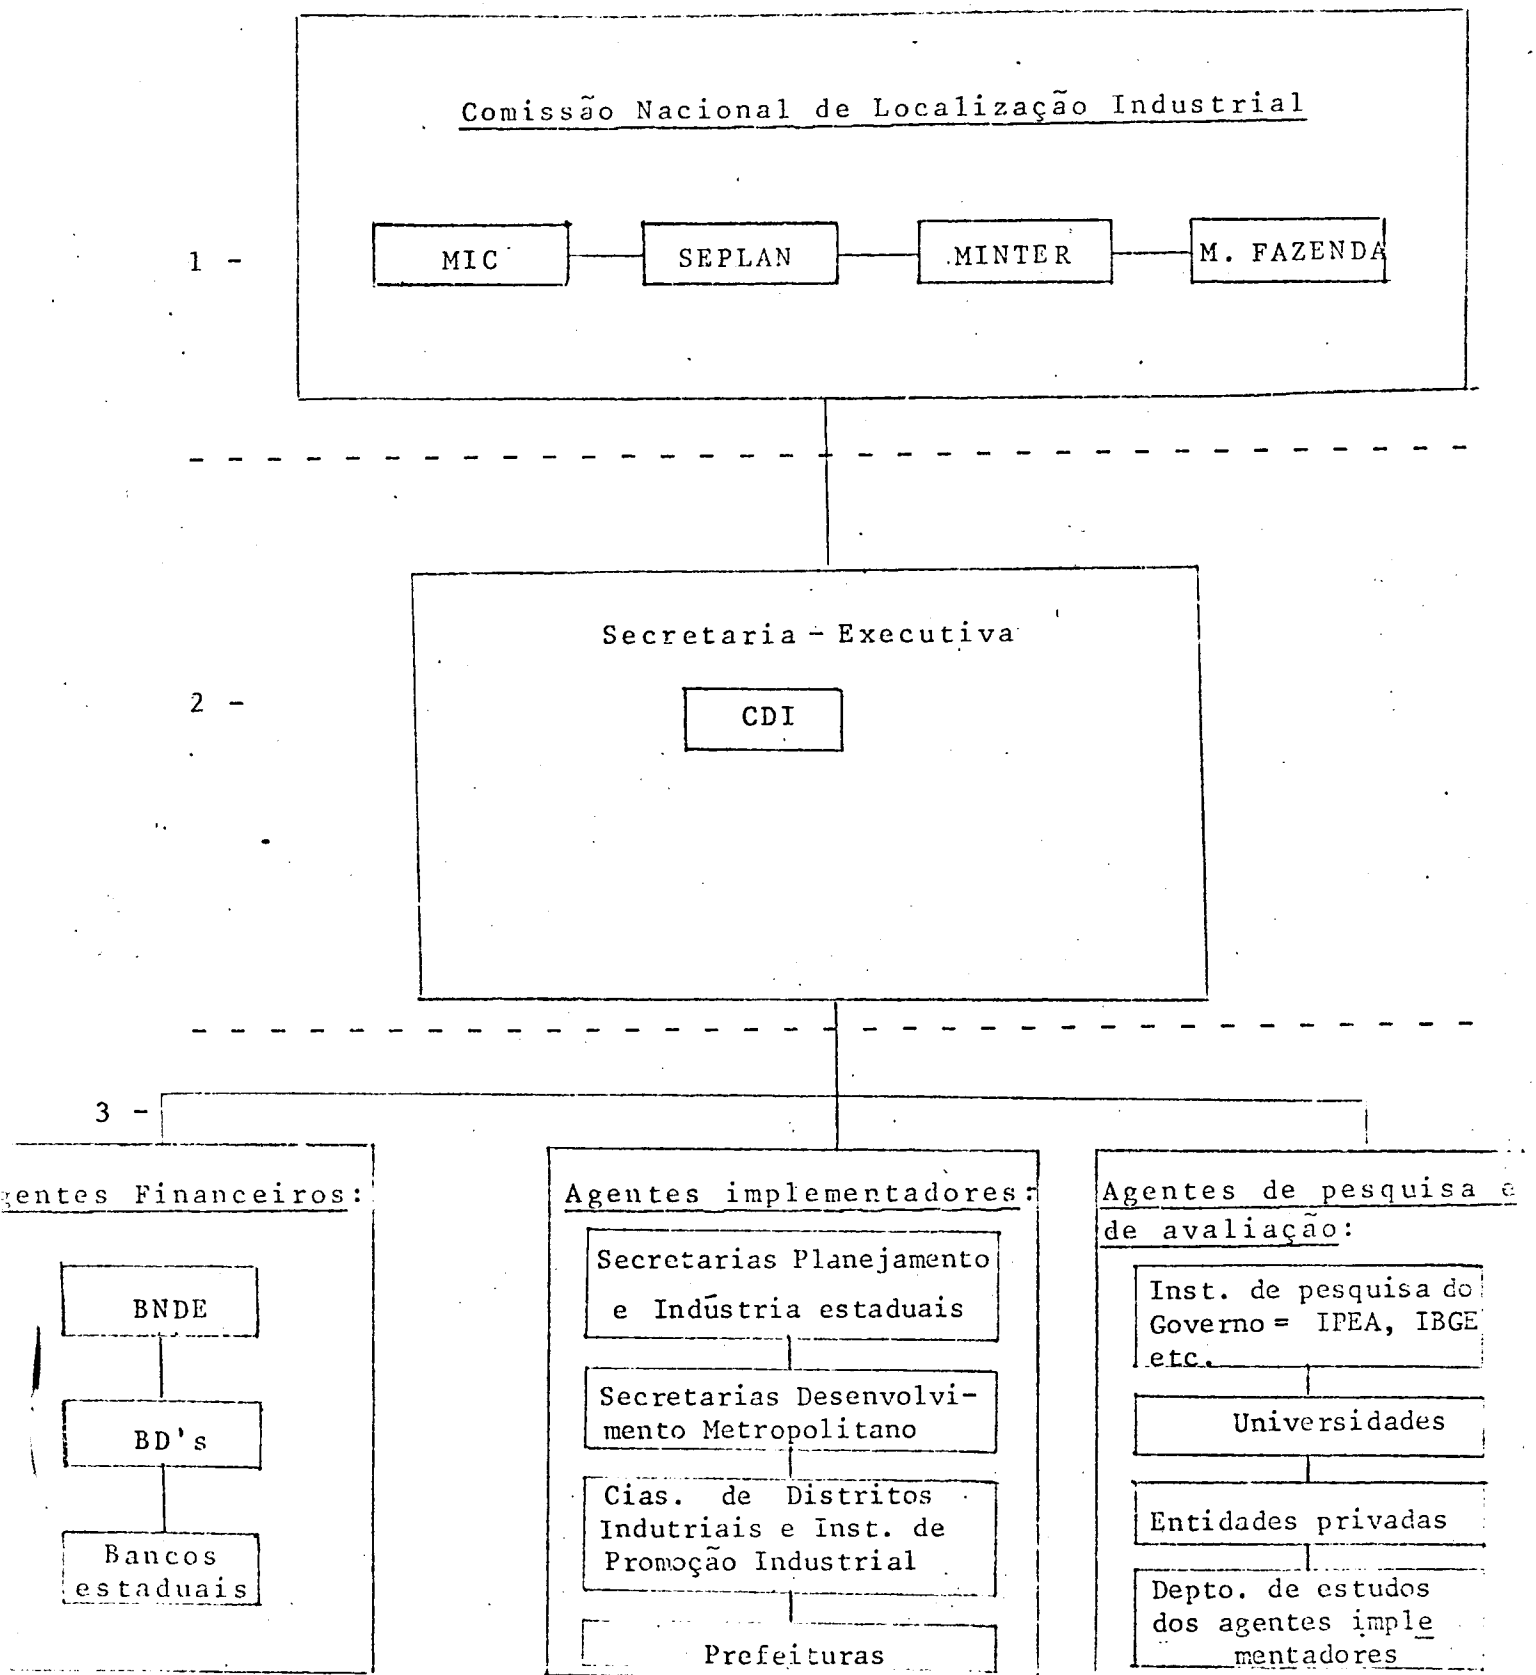 Comissão Nacional de Localização Industrial
1 -
MIC
SEPLAN
MINTER
M. FAZENDA
Secretaria - Executiva
2 -
CDI
3 -
gentes Financeiros:
BNDE
BD's
Bancos
estaduais
Agentes implementadores:
Secretarias Planejamento
e Indústria estaduais
Secretarias Desenvolvi-
mento Metropolitano
Cias. de Distritos
Indutriais e Inst. de
Promoção Industrial
Prefeituras
Agentes de pesquisa e
de avaliação:
Inst. de pesquisa do
Governo = IPEA, IBGE
etc.
Universidades
Entidades privadas
Depto. de estudos
dos agentes imple
mentadores